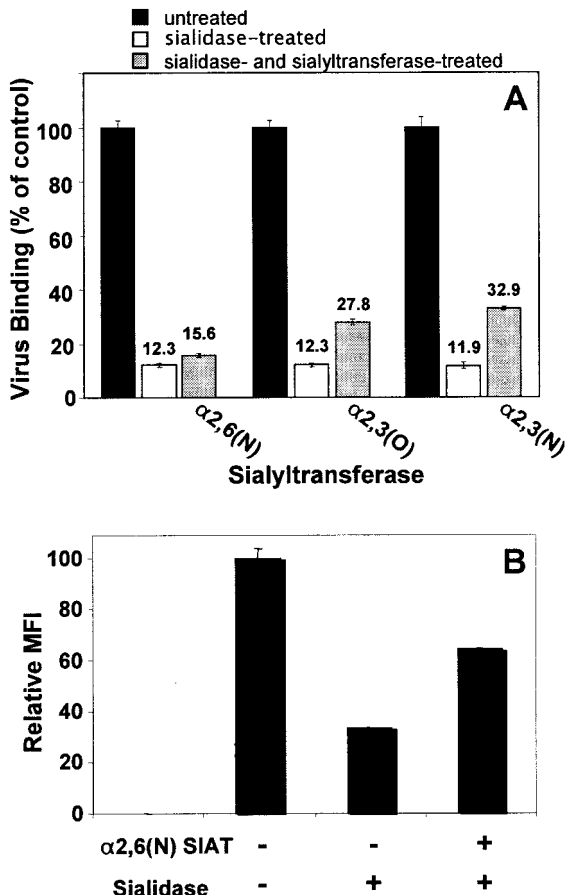 untreated
sialidase-treated
sialidase- and sialyltransferase-treated
A
Virus Binding (% of control)
100
80
60
40
20
0
12.3
15.6
12.3
27.8
11.9
32.9
α2,6(N)
α2,3(O)
α2,3(N)
Sialyltransferase
B
Relative MFI
100
80
60
40
20
0
α2,6(N) SIAT - - +
Sialidase - + +